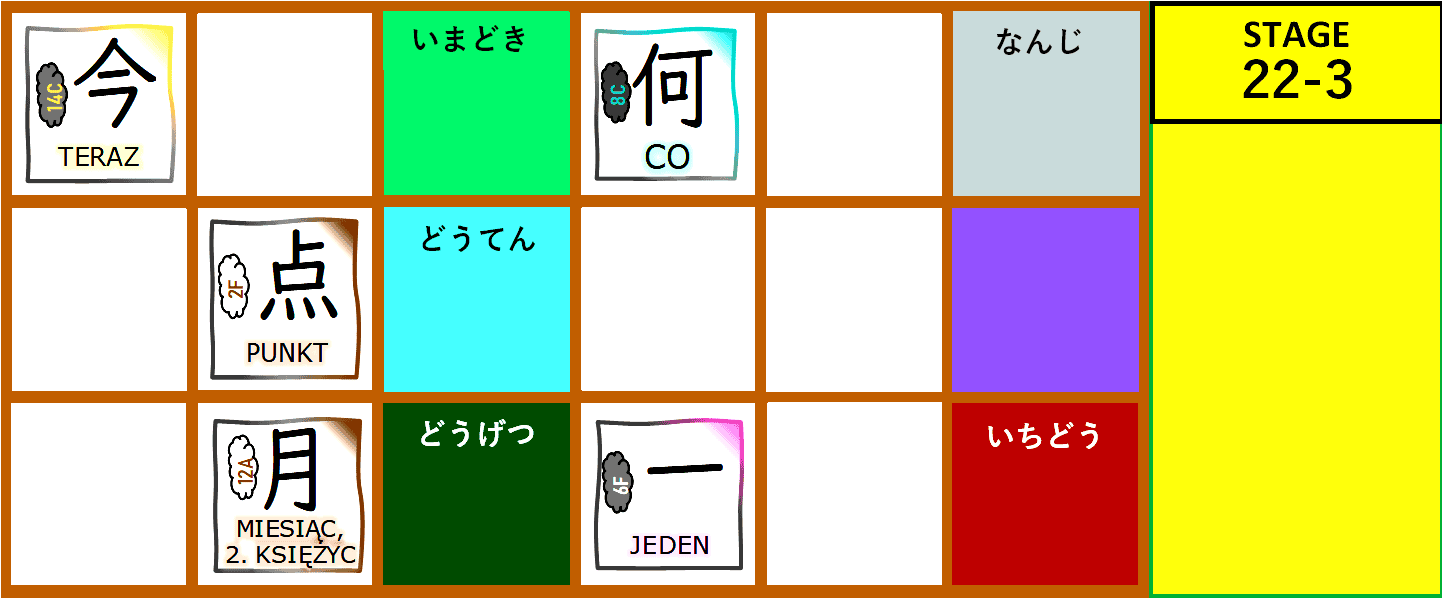 今
14C
TERAZ
いまどき
何
8C
CO
なんじ
STAGE
22-3
点
2F
PUNKT
どうてん
月
12A
MIESIĄC,
2. KSIĘŻYC
どうげつ
一
6F
JEDEN
いちどう